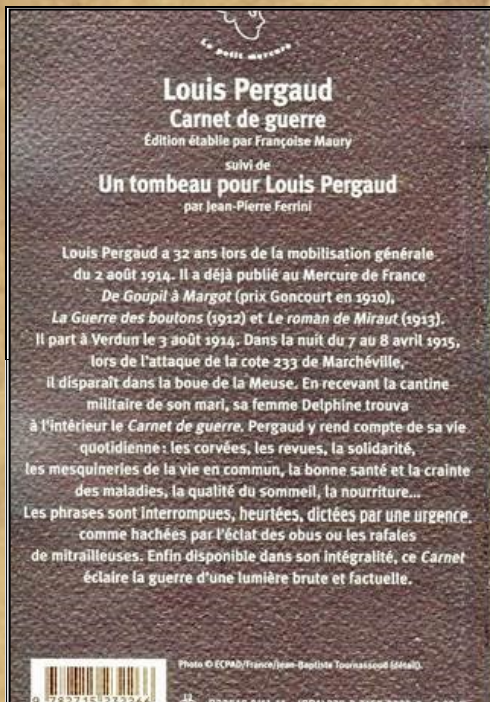 Le petit mercure
Louis Pergaud
Carnet de guerre
Édition établie par Françoise Maury
suivi de
Un tombeau pour Louis Pergaud
par Jean-Pierre Ferrini
Louis Pergaud a 32 ans lors de la mobilisation générale
du 2 août 1914. Il a déjà publié au Mercure de France
De Goupil à Margot (prix Goncourt en 1910),
La Guerre des boutons (1912) et Le roman de Miraut (1913).
Il part à Verdun le 3 août 1914. Dans la nuit du 7 au 8 avril 1915,
lors de l'attaque de la cote 233 de Marchéville,
il disparaît dans la boue de la Meuse. En recevant la cantine
militaire de son mari, sa femme Delphine trouva
à l'intérieur le Carnet de guerre. Pergaud y rend compte de sa vie
quotidienne : les corvées, les revues, la solidarité,
les mesquineries de la vie en commun, la bonne santé et la crainte
des maladies, la qualité du sommeil, la nourriture...
Les phrases sont interrompues, heurtées, dictées par une urgence,
comme hachées par l'éclat des obus ou les rafales
de mitrailleuses. Enfin disponible dans son intégralité, ce Carnet
éclaire la guerre d'une lumière brute et factuelle.
Photo © ECPAD/France/Jean-Baptiste Tournassoud (détail).